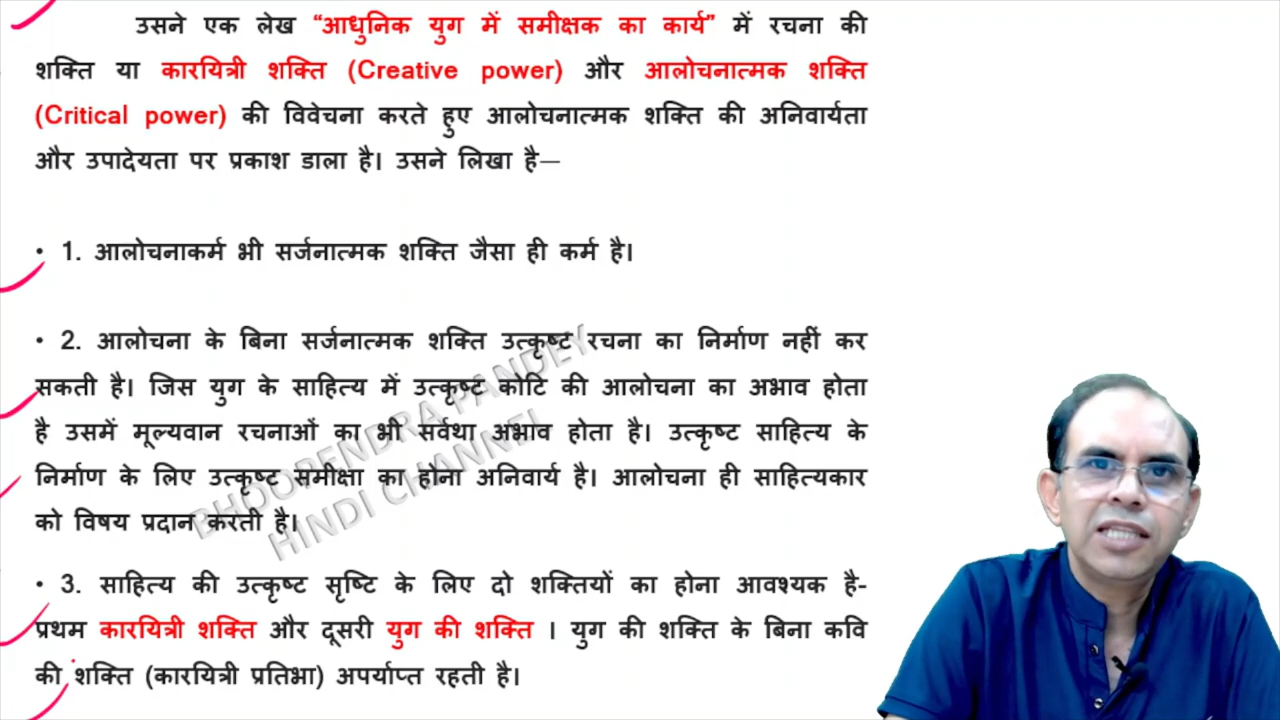 उसने एक लेख “आधुनिक युग में समीक्षक का कार्य” में रचना की
शक्ति या कारयित्री शक्ति (Creative power) और आलोचनात्मक शक्ति
(Critical power) की विवेचना करते हुए आलोचनात्मक शक्ति की अनिवार्यता
और उपादेयता पर प्रकाश डाला है। उसने लिखा है—
• 1. आलोचनाकर्म भी सर्जनात्मक शक्ति जैसा ही कर्म है।
• 2. आलोचना के बिना सर्जनात्मक शक्ति उत्कृष्ट रचना का निर्माण नहीं कर
सकती है। जिस युग के साहित्य में उत्कृष्ट कोटि की आलोचना का अभाव होता
है उसमें मूल्यवान रचनाओं का भी सर्वथा अभाव होता है। उत्कृष्ट साहित्य के
निर्माण के लिए उत्कृष्ट समीक्षा का होना अनिवार्य है। आलोचना ही साहित्यकार
को विषय प्रदान करती है।
• 3. साहित्य की उत्कृष्ट सृष्टि के लिए दो शक्तियों का होना आवश्यक है-
प्रथम कारयित्री शक्ति और दूसरी युग की शक्ति । युग की शक्ति के बिना कवि
की शक्ति (कारयित्री प्रतिभा) अपर्याप्त रहती है।
BHOOPENDRA PANDEY
HINDI CHANNEL